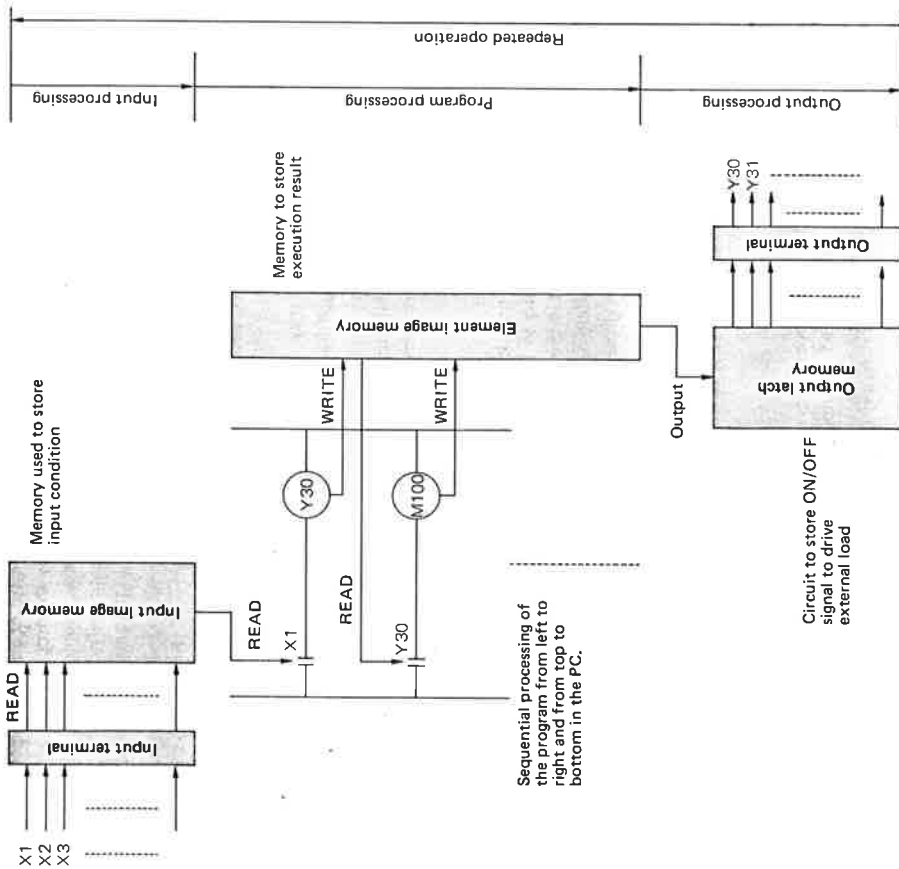 X1
X2
X3
Input terminal
READ
Input Image memory
Memory used to store
input condition
Input processing
READ
X1
Y30
WRITE
READ
Y30
M100
WRITE
Element image memory
Memory to store
execution result
Program processing
Repeated operation
Sequential processing of
the program from left to
right and from top to
bottom in the PC.
Output
Output latch
memory
Circuit to store ON/OFF
signal to drive
external load
Output terminal
Y30
Y31
Output processing